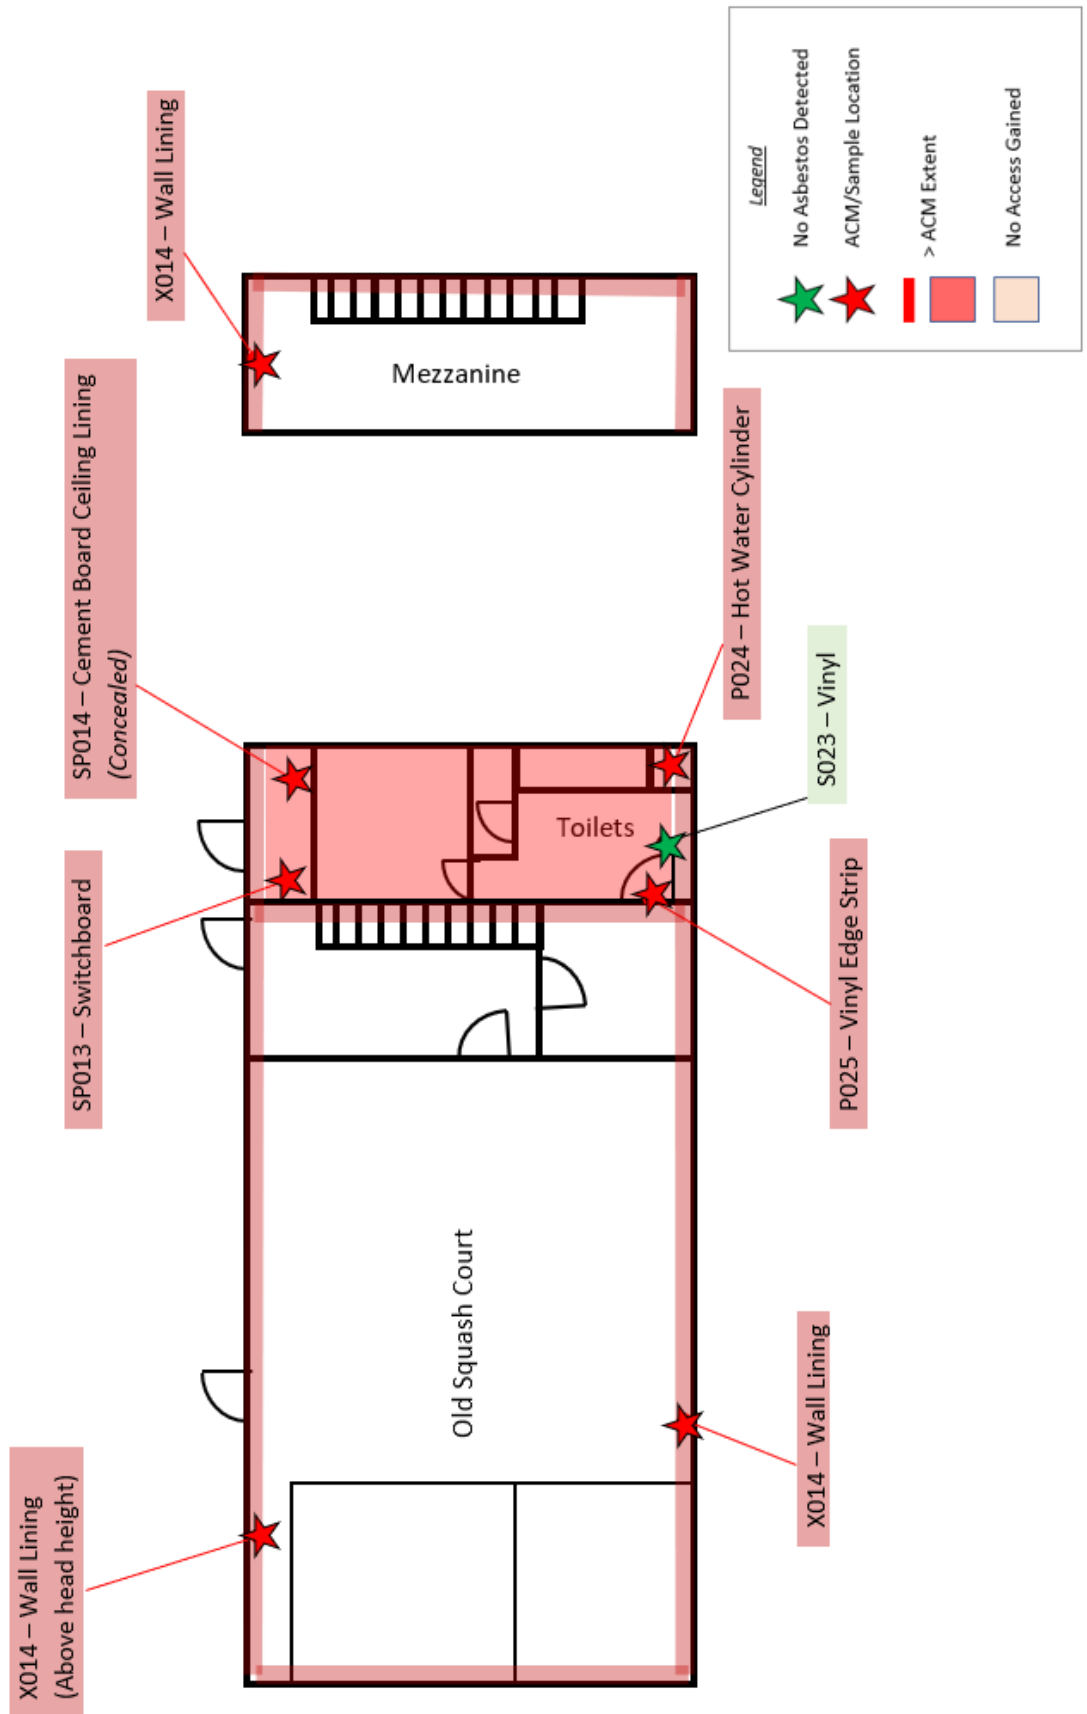 X014 – Wall Lining
(Above head height)
SP013 – Switchboard
SP014 – Cement Board Ceiling Lining
(Concealed)
X014 – Wall Lining
Old Squash Court
Toilets
Mezzanine
X014 – Wall Lining
P025 – Vinyl Edge Strip
S023 – Vinyl
P024 – Hot Water Cylinder
Legend
No Asbestos Detected
ACM/Sample Location
> ACM Extent
No Access Gained